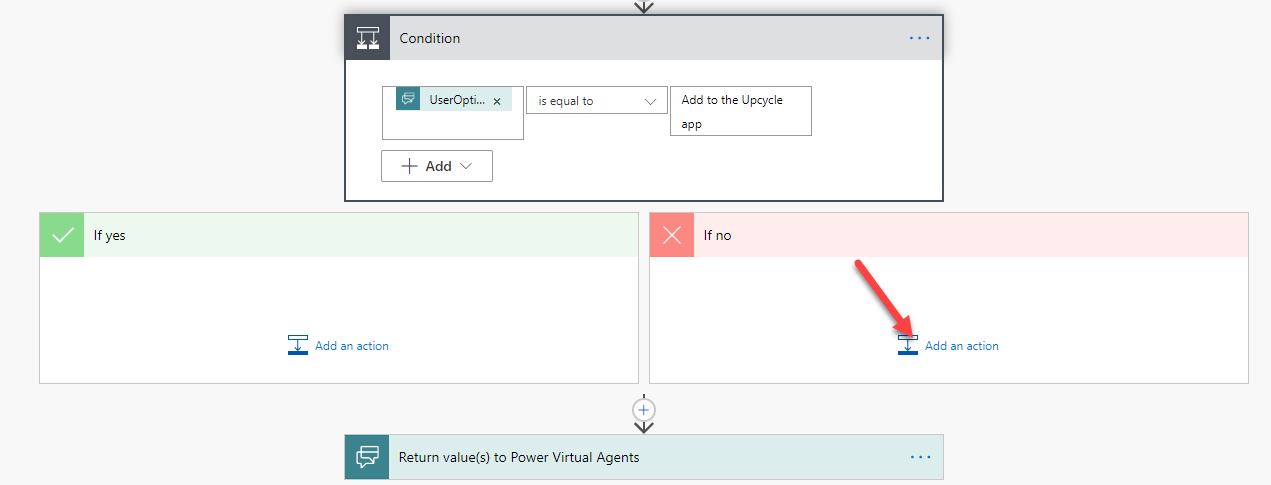 Condition
UserOpti...
is equal to
Add to the Upcycle
app
Add
If yes
If no
Add an action
Add an action
Return value(s) to Power Virtual Agents